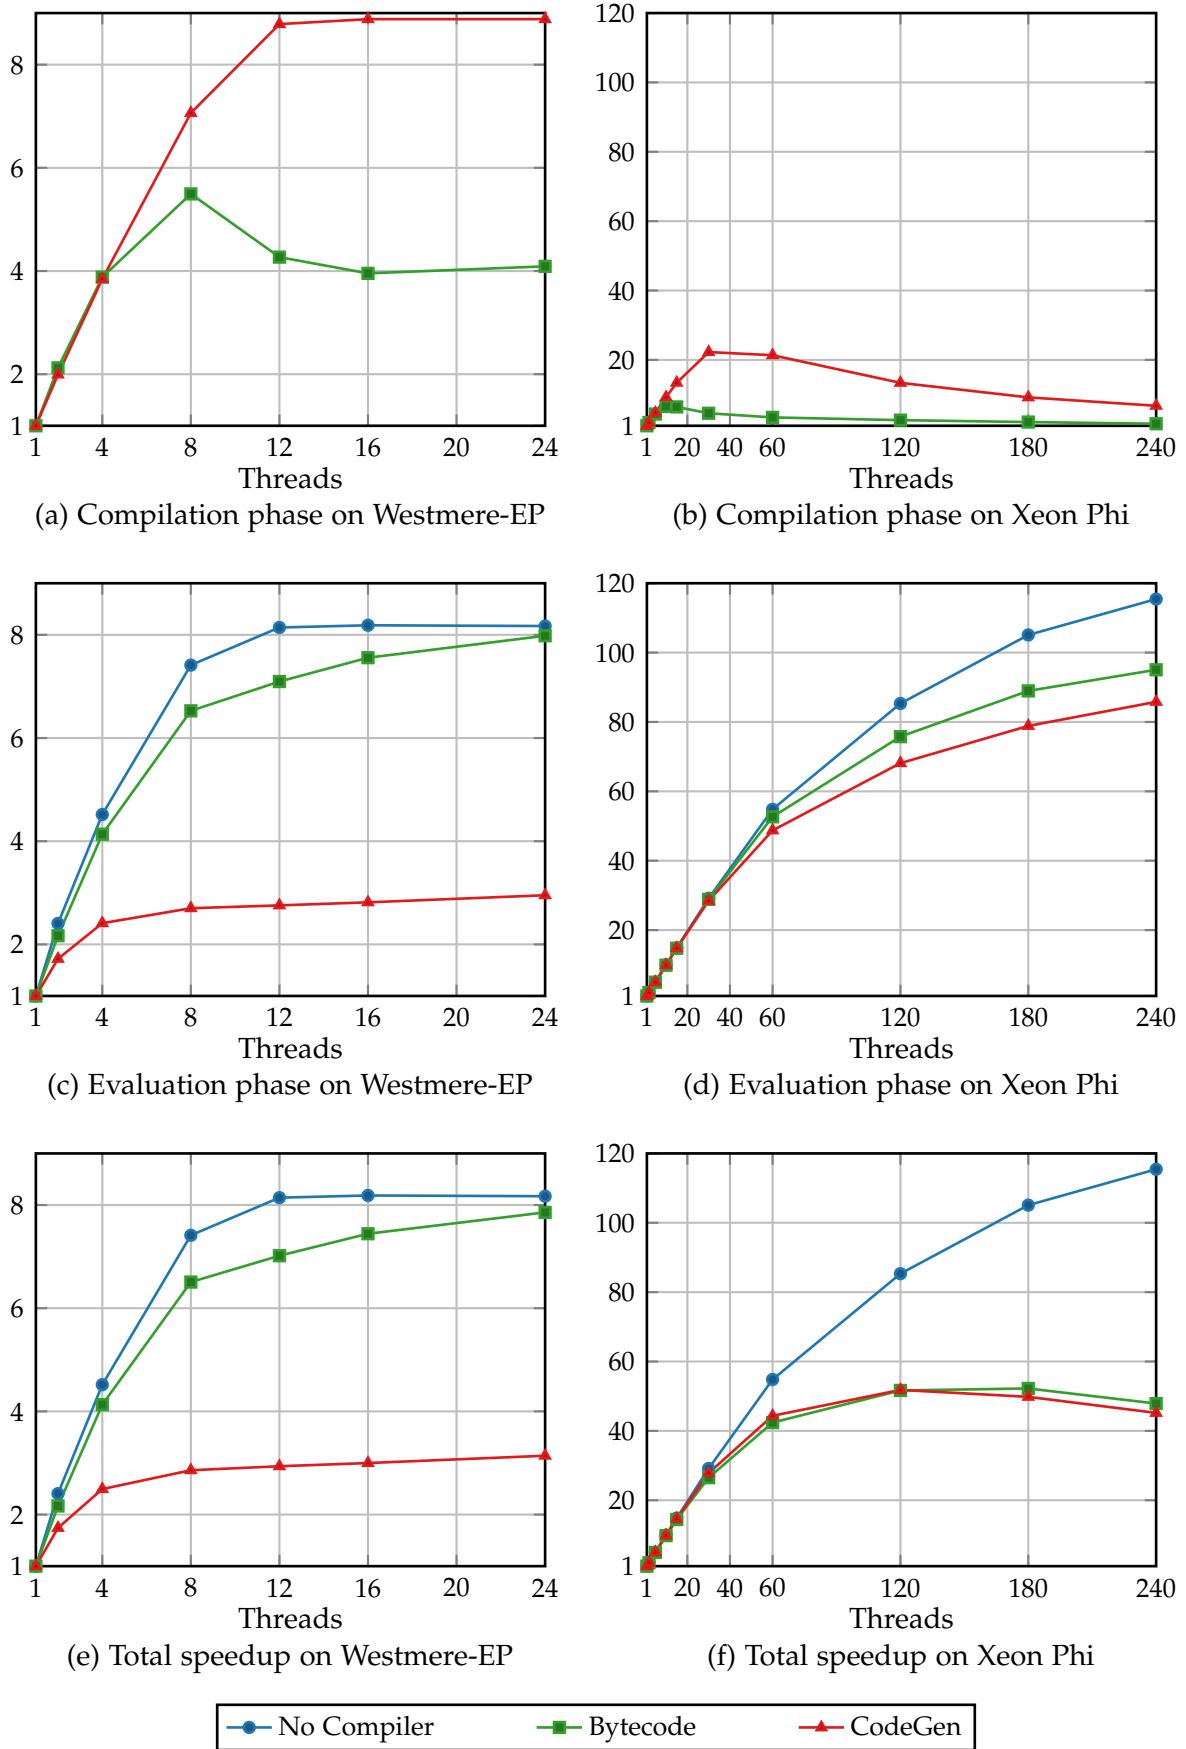 8
6
4
2
1
1 4 8 12 16 20 24
Threads
(a) Compilation phase on Westmere-EP
120
100
80
60
40
20
1
1 20 40 60 120 180 240
Threads
(b) Compilation phase on Xeon Phi
8
6
4
2
1
1 4 8 12 16 20 24
Threads
(c) Evaluation phase on Westmere-EP
120
100
80
60
40
20
1
1 20 40 60 120 180 240
Threads
(d) Evaluation phase on Xeon Phi
8
6
4
2
1
1 4 8 12 16 20 24
Threads
(e) Total speedup on Westmere-EP
120
100
80
60
40
20
1
1 20 40 60 120 180 240
Threads
(f) Total speedup on Xeon Phi
No Compiler Bytecode CodeGen